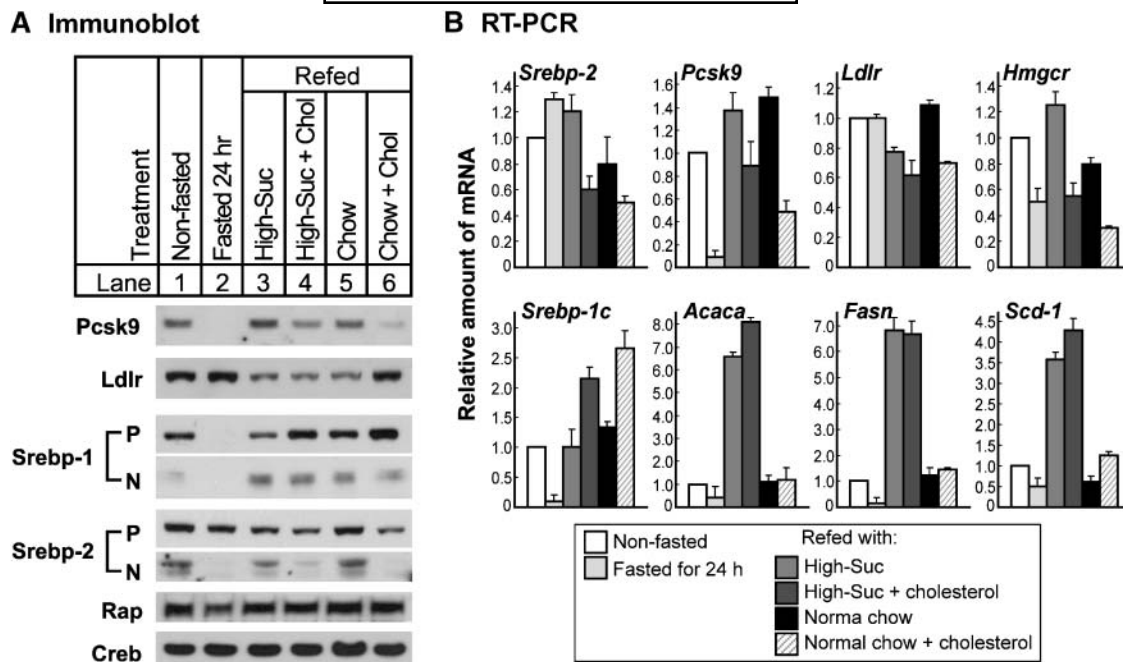 A Immunoblot
Treatment
Non-fasted
Fasted 24 hr
Refed
High-Suc
High-Suc + Chol
Chow
Chow + Chol
Lane 1 2 3 4 5 6
Pcsk9
Ldlr
Srebp-1
P
N
Srebp-2
P
N
Rap
Creb
B RT-PCR
Relative amount of mRNA
Srebp-2
1.4
1.2
1.0
0.8
0.6
0.4
0.2
0
Pcsk9
1.6
1.4
1.2
1.0
0.8
0.6
0.4
0.2
0
Ldlr
1.2
1.0
0.8
0.6
0.4
0.2
0
Hmgcr
1.4
1.2
1.0
0.8
0.6
0.4
0.2
0
Srebp-1c
3.0
2.5
2.0
1.5
1.0
0.5
0
Acaca
8.0
7.0
6.0
5.0
4.0
3.0
2.0
1.0
0
Fasn
7.0
6.0
5.0
4.0
3.0
2.0
1.0
0
Scd-1
4.5
4.0
3.5
3.0
2.5
2.0
1.5
1.0
0.5
0
Non-fasted
Fasted for 24 h
Refed with:
High-Suc
High-Suc + cholesterol
Norma chow
Normal chow + cholesterol